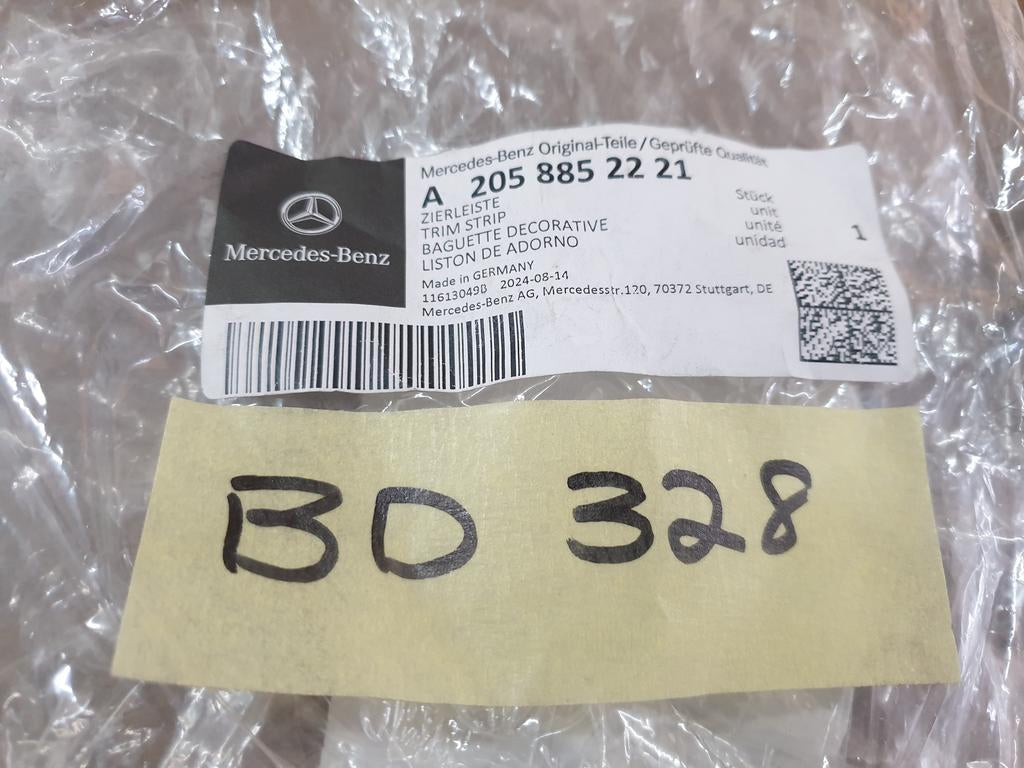 Mercedes-Benz Original-Teile/Geprüfte Qualität
A 205 885 22 21
ZIERLEISTE
TRIM STRIP
BAGUETTE DECORATIVE
LISTON DE ADORNO
Stück
unit
unité
unidad
1
Made in GERMANY
11613049B 2024-08-14
Mercedes-Benz AG, Mercedesstr.120, 70372 Stuttgart, DE
Mercedes-Benz
BD 328